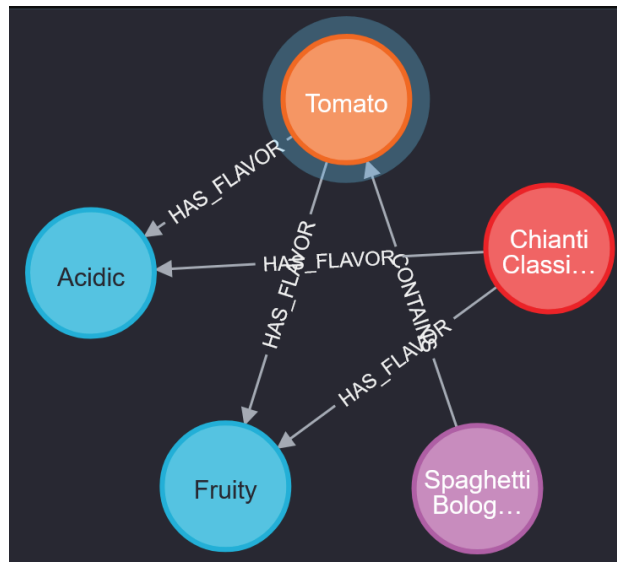 Tomato
HAS_FLAVOR
Chianti
Classi...
HAS_FLAVOR
Acidic
HAS_FLAVOR
CONTAINS
HAS_FLAVOR
Fruity
Spaghetti
Bolog...